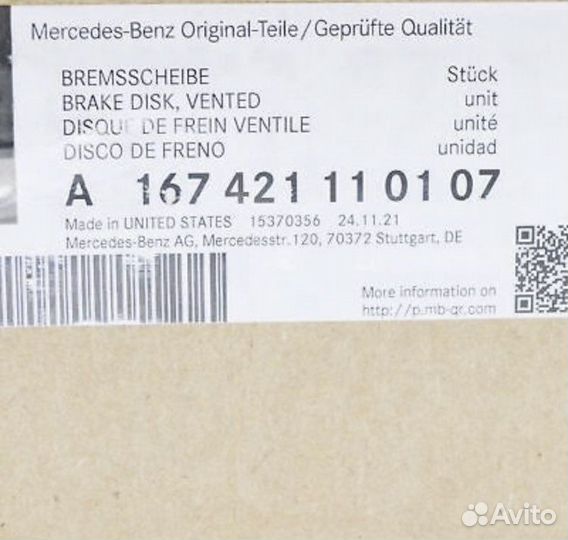 Mercedes-Benz Original-Teile/Geprüfte Qualität
BREMSSCHEIBE Stück
BRAKE DISK, VENTED unit
DISQUE DE FREIN VENTILE unité
DISCO DE FRENO unidad
A 167 421 11 01 07
Made in UNITED STATES 15370356 24.11.21
Mercedes-Benz AG, Mercedesstr.120, 70372 Stuttgart, DE
More information on
http://p.mb-qr.com
Avito